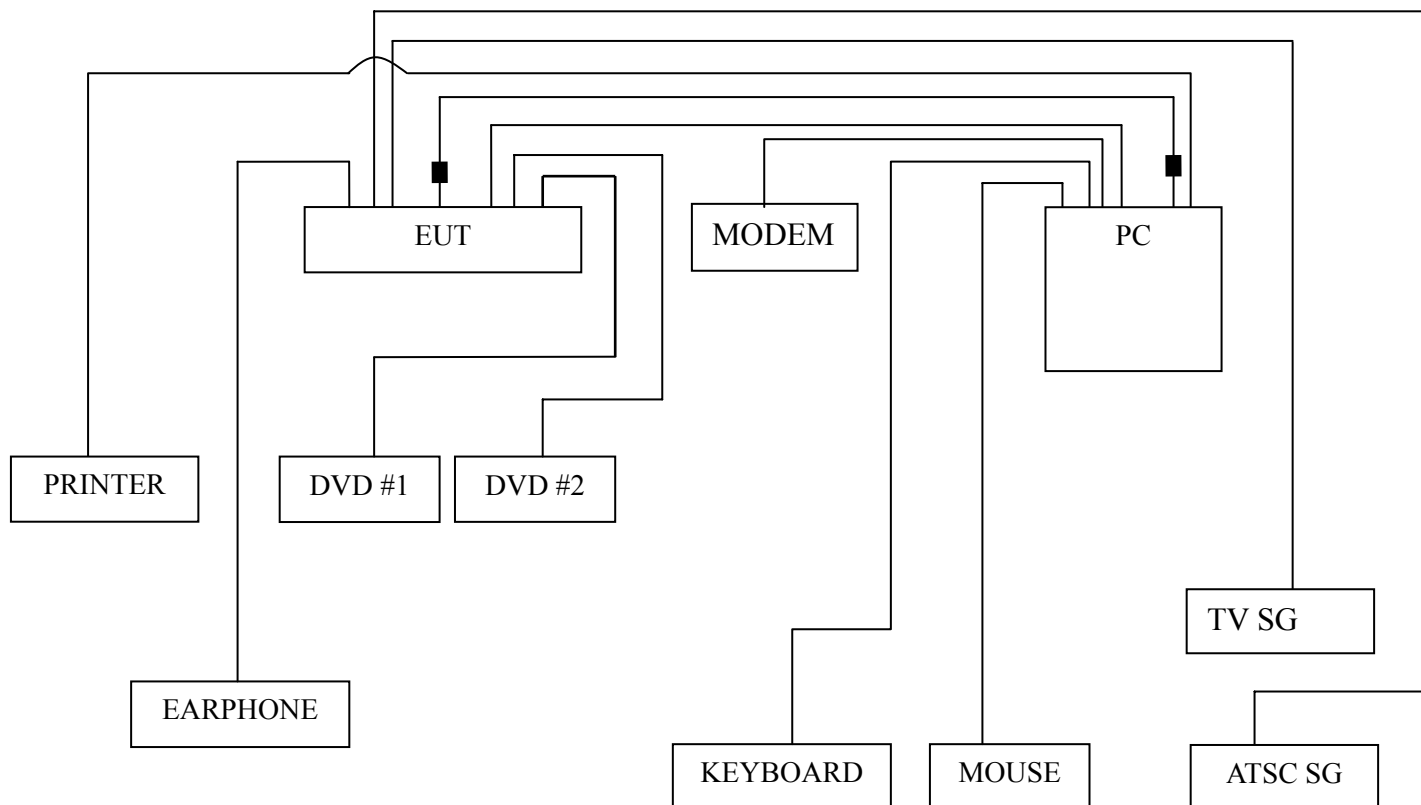 EUT
MODEM
PC
PRINTER
DVD #1
DVD #2
TV SG
EARPHONE
KEYBOARD
MOUSE
ATSC SG